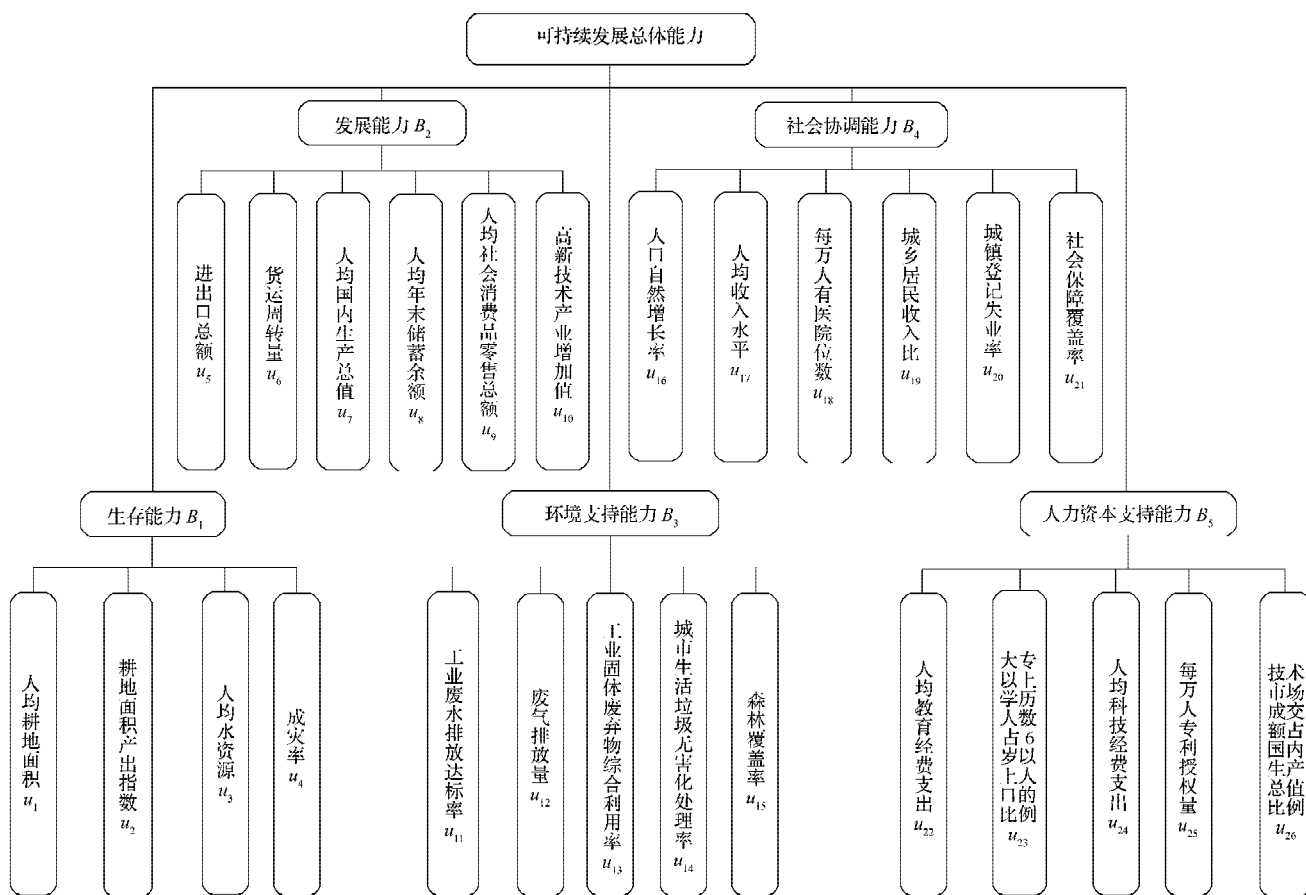 可持续发展总体能力
发展能力 B₂
社会协调能力 B₄
进出口总额 u₅
货运周转量 u₆
人均国内生产总值 u₇
人均年末储蓄余额 u₈
人均社会消费品零售总额 u₉
高新技术产业增加值 u₁₀
人口自然增长率 u₁₆
人均收入水平 u₁₇
每万人有医院位数 u₁₈
城乡居民收入比 u₁₉
城镇登记失业率 u₂₀
社会保障覆盖率 u₂₁
生存能力 B₁
环境支持能力 B₃
人力资本支持能力 B₅
人均耕地面积 u₁
耕地面积产出指数 u₂
人均水资源 u₃
成灾率 u₄
工业废水排放达标率 u₁₁
废气排放量 u₁₂
工业固体废弃物综合利用率 u₁₃
城市生活垃圾无害化处理率 u₁₄
森林覆盖率 u₁₅
人均教育经费支出 u₂₂
大专以上学历人数占6岁以上人口的比例 u₂₃
人均科技经费支出 u₂₄
每万人专利授权量 u₂₅
技术市场成交额占国内生产总值比例 u₂₆